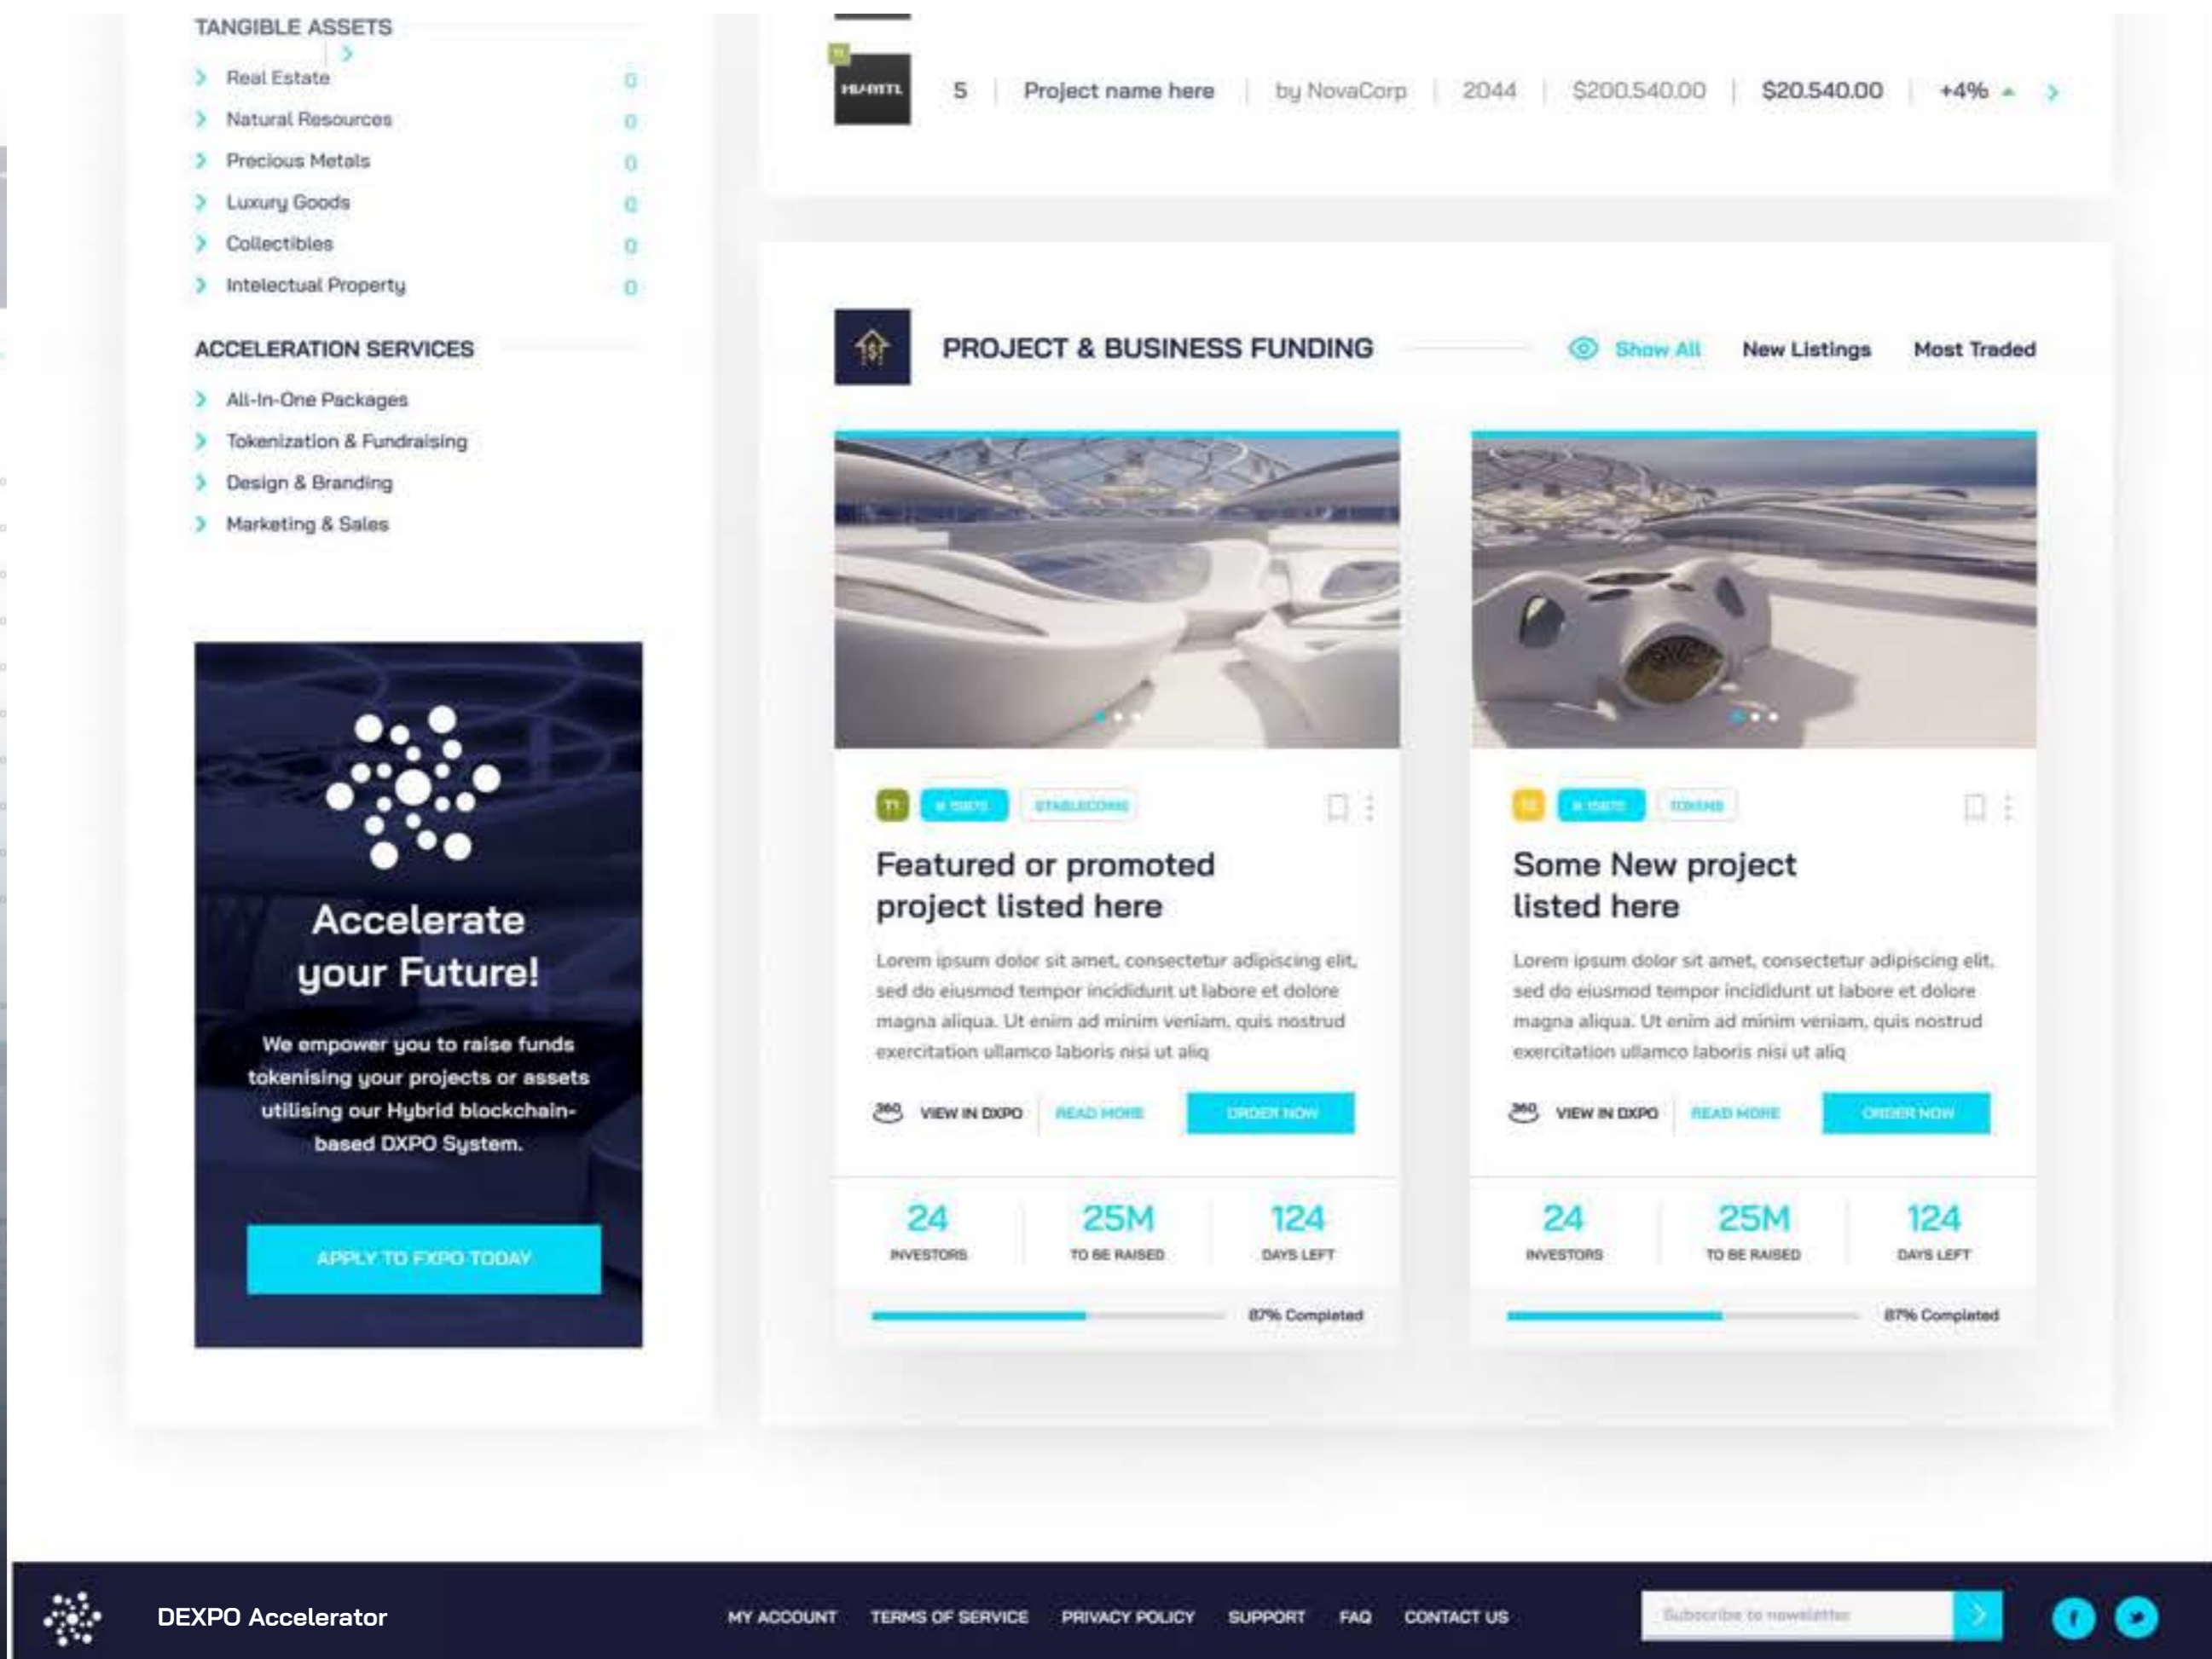 TANGIBLE ASSETS
Real Estate 0
Natural Resources 0
Precious Metals 0
Luxury Goods 0
Collectibles 0
Intelectual Property 0
ACCELERATION SERVICES
All-In-One Packages
Tokenization & Fundraising
Design & Branding
Marketing & Sales
Accelerate
your Future!
We empower you to raise funds
tokenising your projects or assets
utilising our Hybrid blockchain-
based DXPO System.
APPLY TO FXPO TODAY
5 Project name here by NovaCorp 2044 $200.540.00 $20.540.00 +4%
PROJECT & BUSINESS FUNDING Show All New Listings Most Traded
T1 STABLECOINS
Featured or promoted
project listed here
Lorem ipsum dolor sit amet, consectetur adipiscing elit,
sed do eiusmod tempor incididunt ut labore et dolore
magna aliqua. Ut enim ad minim veniam, quis nostrud
exercitation ullamco laboris nisi ut aliq
360 VIEW IN DXPO READ MORE ORDER NOW
24 25M 124
INVESTORS TO BE RAISED DAYS LEFT
87% Completed
TOKENS
Some New project
listed here
Lorem ipsum dolor sit amet, consectetur adipiscing elit,
sed do eiusmod tempor incididunt ut labore et dolore
magna aliqua. Ut enim ad minim veniam, quis nostrud
exercitation ullamco laboris nisi ut aliq
360 VIEW IN DXPO READ MORE ORDER NOW
24 25M 124
INVESTORS TO BE RAISED DAYS LEFT
87% Completed
DEXPO Accelerator MY ACCOUNT TERMS OF SERVICE PRIVACY POLICY SUPPORT FAQ CONTACT US Subscribe to newsletter